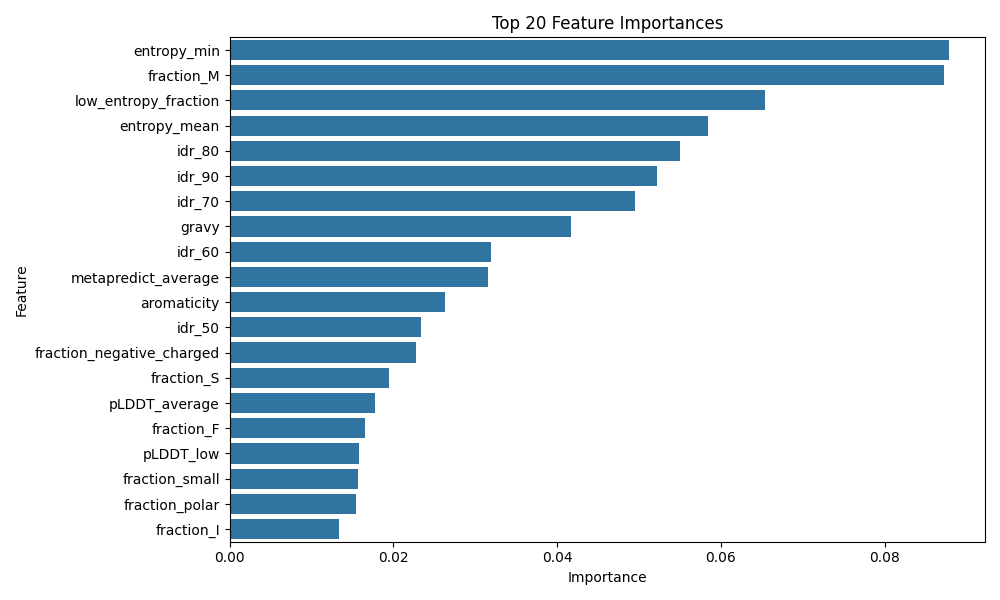 Top 20 Feature Importances
Feature
entropy_min
fraction_M
low_entropy_fraction
entropy_mean
idr_80
idr_90
idr_70
gravy
idr_60
metapredict_average
aromaticity
idr_50
fraction_negative_charged
fraction_S
pLDDT_average
fraction_F
pLDDT_low
fraction_small
fraction_polar
fraction_I
0.00 0.02 0.04 0.06 0.08
Importance